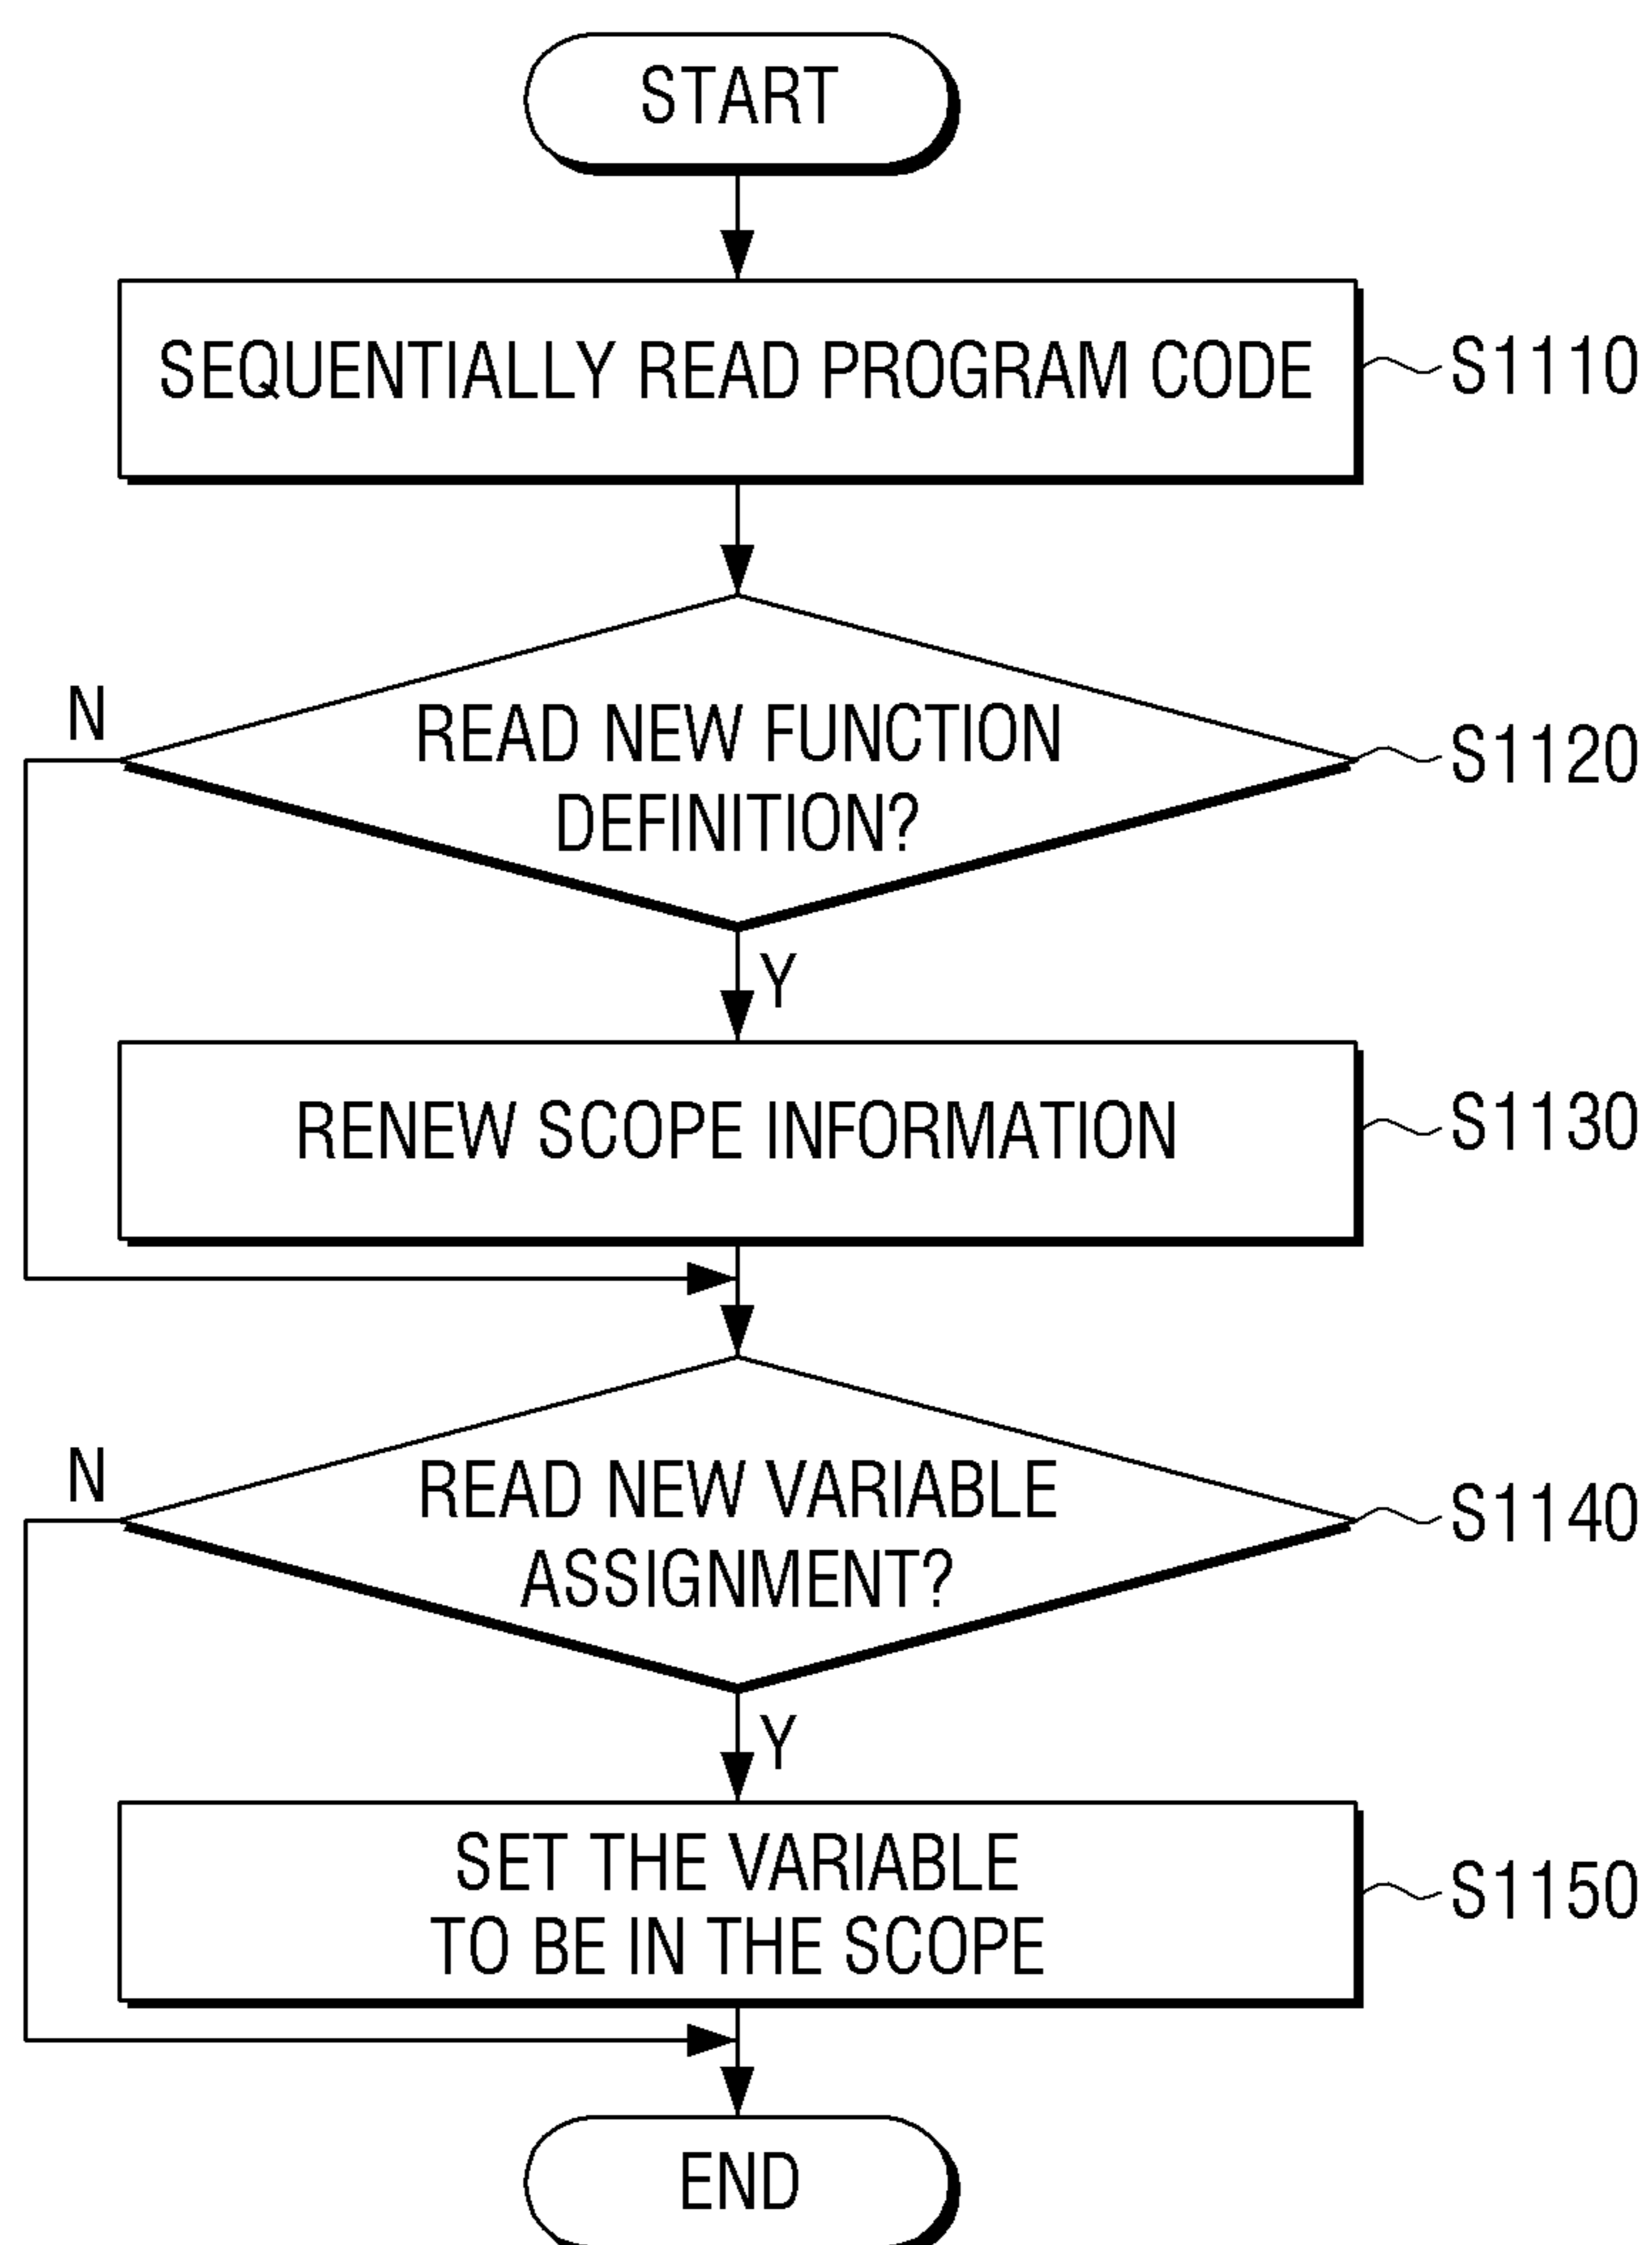 START
SEQUENTIALLY READ PROGRAM CODE
S1110
N
READ NEW FUNCTION
DEFINITION?
S1120
Y
RENEW SCOPE INFORMATION
S1130
N
READ NEW VARIABLE
ASSIGNMENT?
S1140
Y
SET THE VARIABLE
TO BE IN THE SCOPE
S1150
END